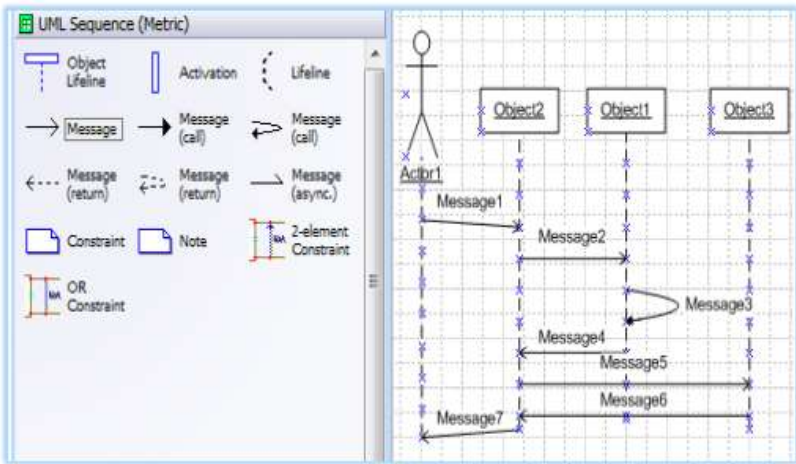 UML Sequence (Metric)
Object
Lifeline
Activation
Lifeline
Message
Message
(call)
Message
(call)
Message
(return)
Message
(return)
Message
(async.)
Constraint
Note
2-element
Constraint
OR
Constraint
Actor1
Object2
Object1
Object3
Message1
Message2
Message3
Message4
Message5
Message6
Message7